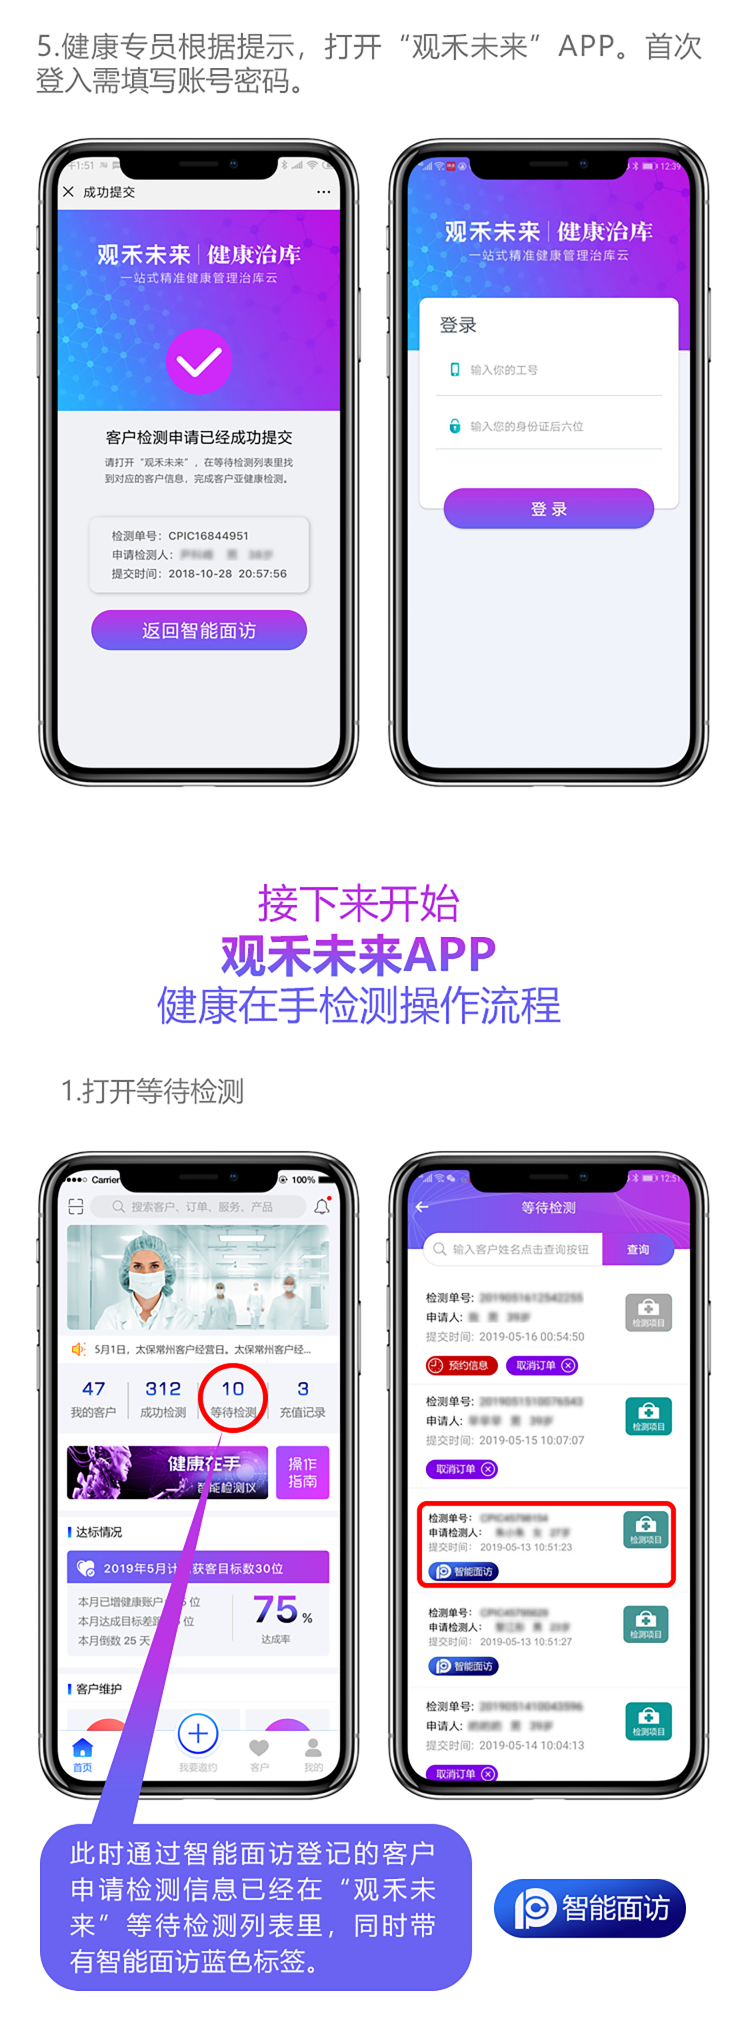 5.健康专员根据提示，打开“观禾未来”APP。首次
登入需填写账号密码。
1:51
成功提交
观禾未来|健康治库
一站式精准健康管理治库云
客户检测申请已经成功提交
请打开“观禾未来”，在等待检测列表里找
到对应的客户信息，完成客户亚健康检测。
检测单号：CPIC16844951
申请检测人：
提交时间：2018-10-28 20:57:56
返回智能面访
12:39
观禾未来|健康治库
一站式精准健康管理治库云
登录
输入你的工号
输入您的身份证后六位
登录
接下来开始
观禾未来APP
健康在手检测操作流程
1.打开等待检测
Carrier
100%
搜索客户、订单、服务、产品
5月1日，太保常州客户经营日。太保常州客户经...
47 312 10 3
我的客户 成功检测 等待检测 充值记录
健康在手
智能检测仪
操作
指南
达标情况
2019年5月计 获客目标数30位
本月已增健康账户 位
本月达成目标差 位
本月倒数 25 天
75%
达成率
客户维护
首页
我要邀约
客户
我的
12:51
等待检测
输入客户姓名点击查询按钮
查询
检测单号：
申请人：
提交时间：2019-05-16 00:54:50
检测项目
预约信息
取消订单
检测单号：
申请人：
提交时间：2019-05-15 10:07:07
检测项目
取消订单
检测单号：
申请检测人：
提交时间：2019-05-13 10:51:23
检测项目
智能面访
检测单号：
申请检测人：
提交时间：2019-05-13 10:51:27
检测项目
智能面访
检测单号：
申请人：
提交时间：2019-05-14 10:04:13
检测项目
取消订单
此时通过智能面访登记的客户
申请检测信息已经在“观禾未
来”等待检测列表里，同时带
有智能面访蓝色标签。
智能面访